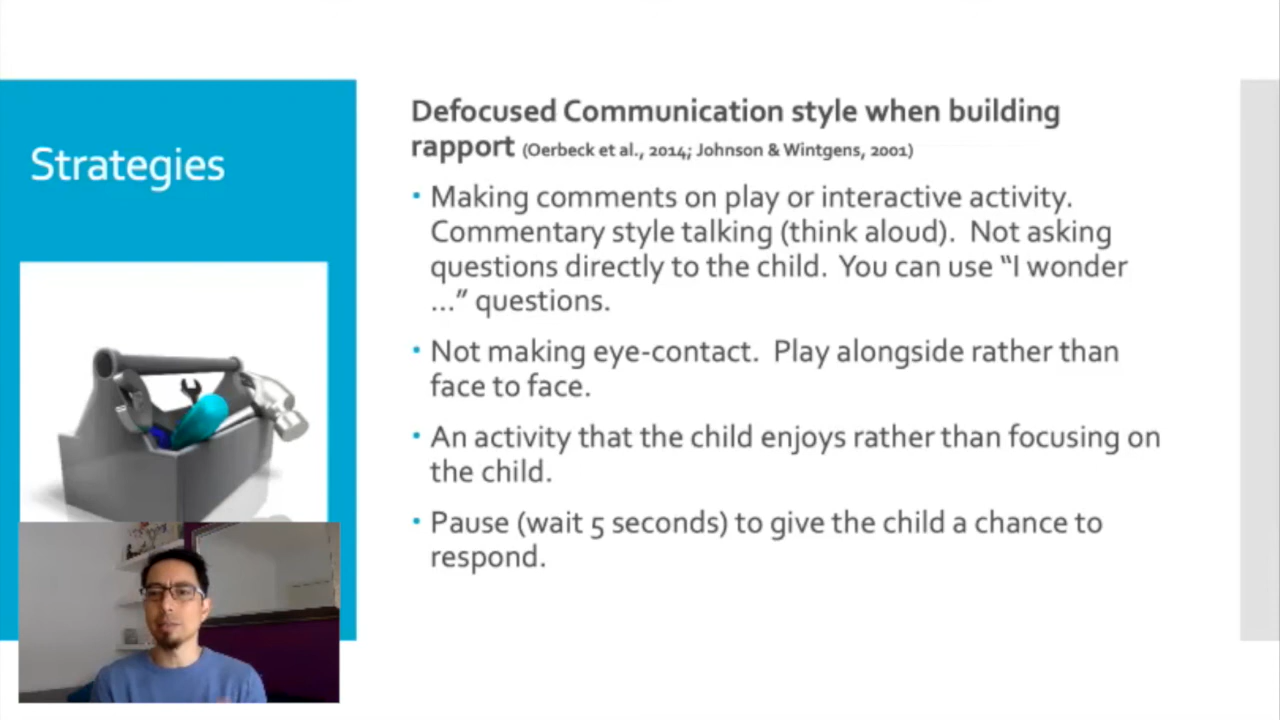 Strategies
Defocused Communication style when building
rapport (Oerbeck et al., 2014; Johnson & Wintgens, 2001)
• Making comments on play or interactive activity.
Commentary style talking (think aloud).  Not asking
questions directly to the child.  You can use “I wonder
...” questions.
• Not making eye-contact.  Play alongside rather than
face to face.
• An activity that the child enjoys rather than focusing on
the child.
• Pause (wait 5 seconds) to give the child a chance to
respond.